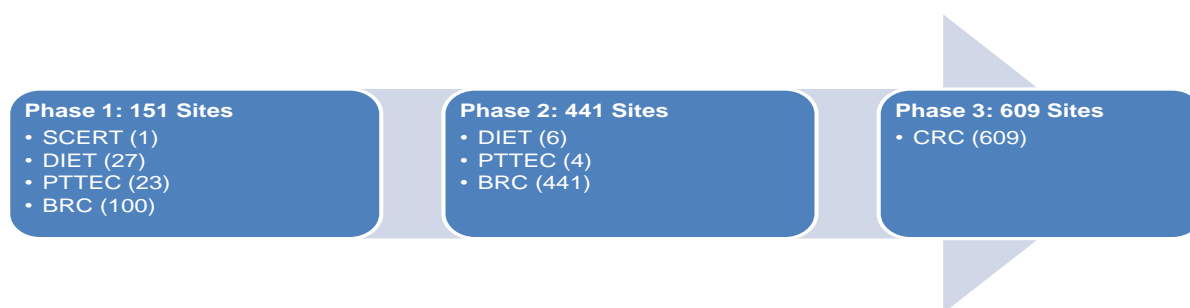 Phase 1: 151 Sites
• SCERT (1)
• DIET (27)
• PTTEC (23)
• BRC (100)
Phase 2: 441 Sites
• DIET (6)
• PTTEC (4)
• BRC (441)
Phase 3: 609 Sites
• CRC (609)